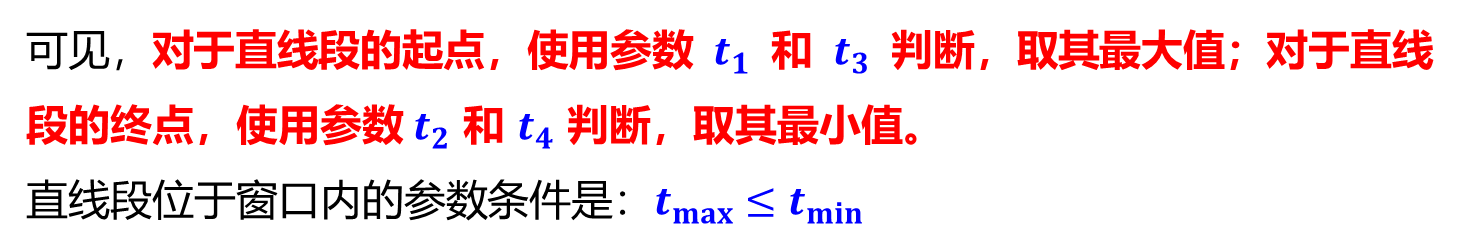 可见，对于直线段的起点，使用参数 t₁ 和 t₃ 判断，取其最大值；对于直线
段的终点，使用参数 t₂ 和 t₄ 判断，取其最小值。
直线段位于窗口内的参数条件是：t_max ≤ t_min